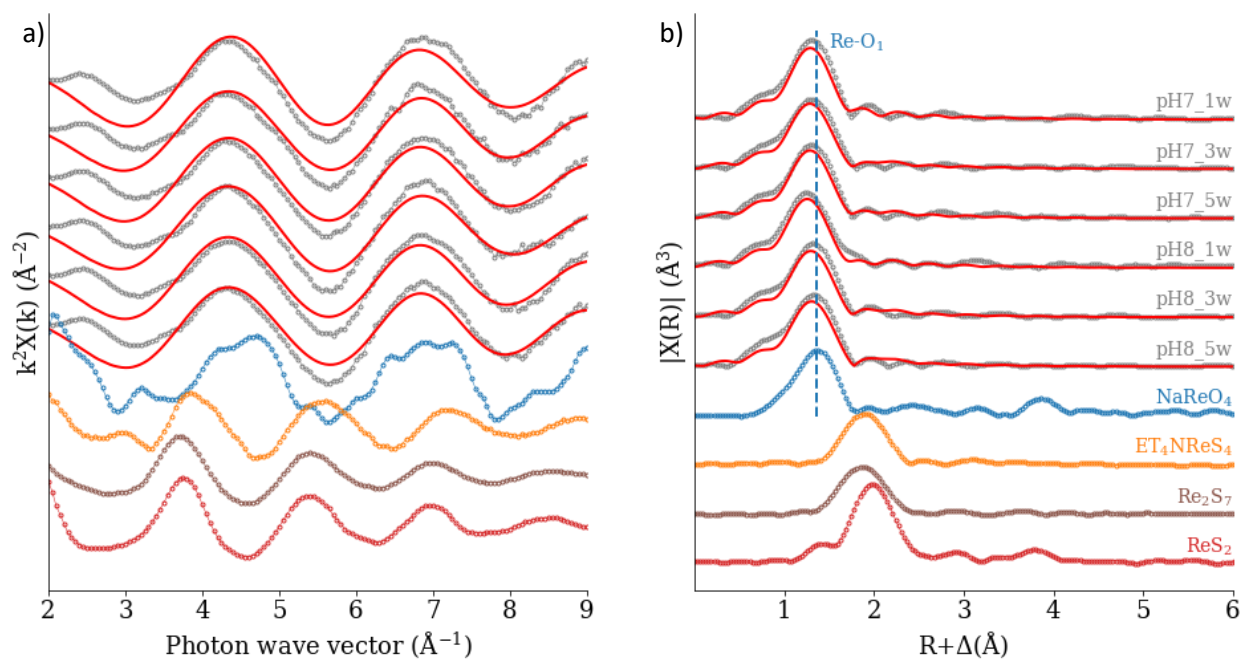 a)
k²X(k) (Å⁻²)
2 3 4 5 6 7 8 9
Photon wave vector (Å⁻¹)
b)
|X(R)| (Å³)
Re-O₁
pH7_1w
pH7_3w
pH7_5w
pH8_1w
pH8_3w
pH8_5w
NaReO₄
ET₄NReS₄
Re₂S₇
ReS₂
1 2 3 4 5 6
R+Δ(Å)